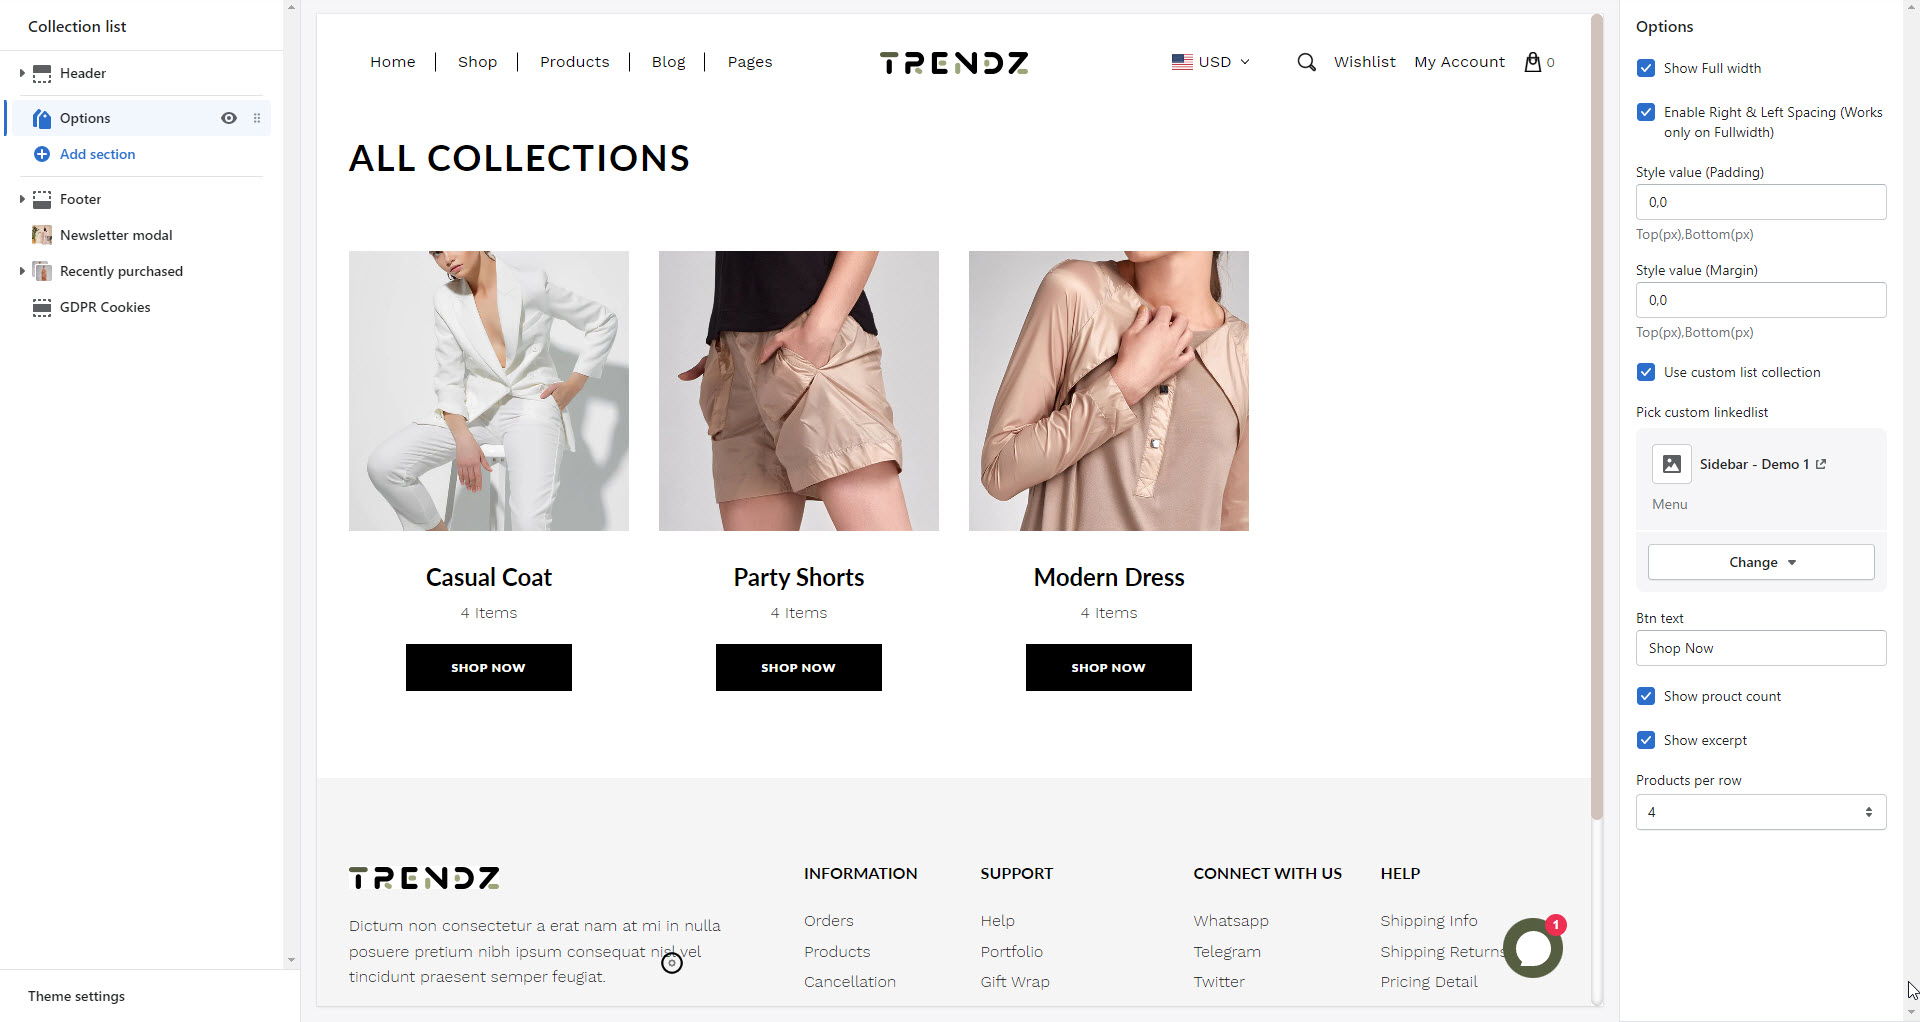 Collection list
Header
Options
Add section
Footer
Newsletter modal
Recently purchased
GDPR Cookies
Theme settings
Home Shop Products Blog Pages
TRENDZ
USD Wishlist My Account 0
ALL COLLECTIONS
Casual Coat
4 Items
SHOP NOW
Party Shorts
4 Items
SHOP NOW
Modern Dress
4 Items
SHOP NOW
TRENDZ
Dictum non consectetur a erat nam at mi in nulla
posuere pretium nibh ipsum consequat nisl vel
tincidunt praesent semper feugiat.
INFORMATION
Orders
Products
Cancellation
SUPPORT
Help
Portfolio
Gift Wrap
CONNECT WITH US
Whatsapp
Telegram
Twitter
HELP
Shipping Info
Shipping Returns
Pricing Detail
1
Options
Show Full width
Enable Right & Left Spacing (Works
only on Fullwidth)
Style value (Padding)
0,0
Top(px),Bottom(px)
Style value (Margin)
0,0
Top(px),Bottom(px)
Use custom list collection
Pick custom linkedlist
Sidebar - Demo 1
Menu
Change
Btn text
Shop Now
Show prouct count
Show excerpt
Products per row
4